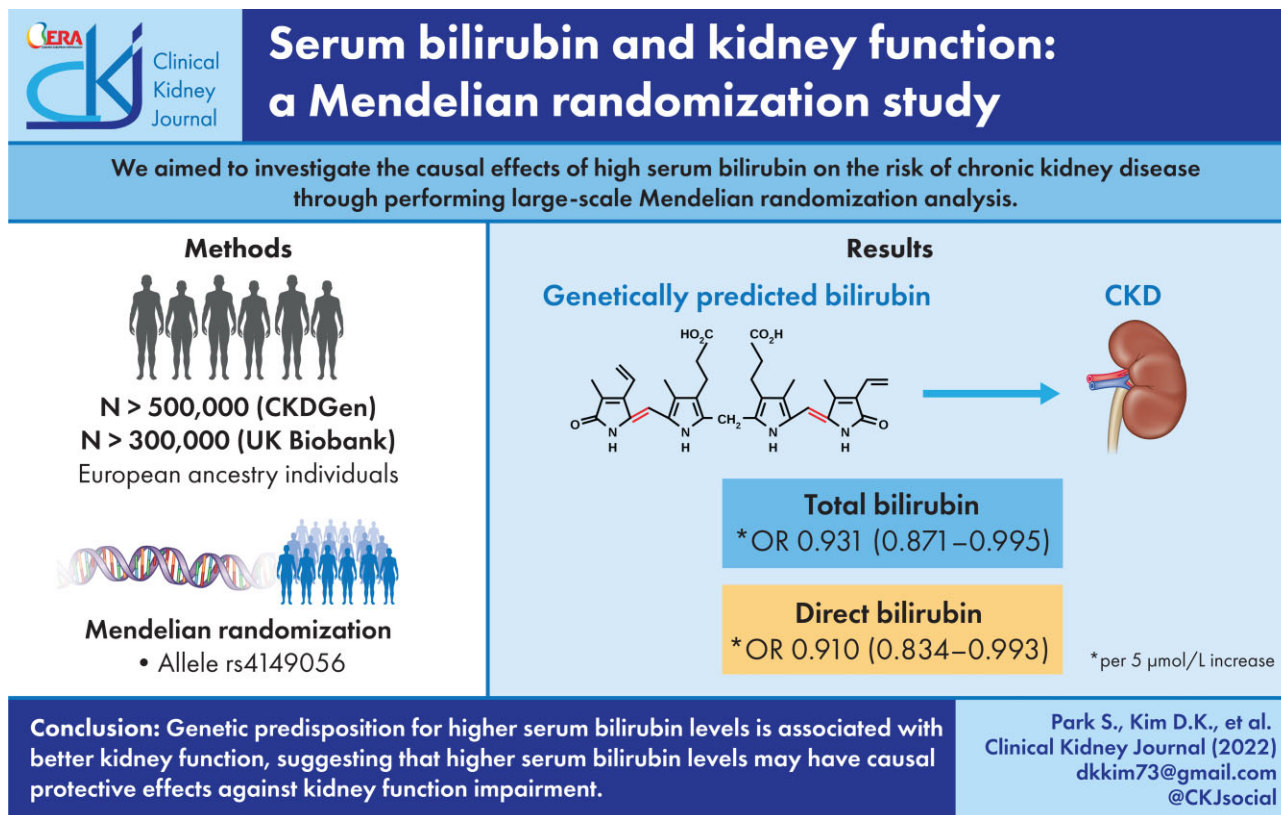 ERA
CKJ
Clinical
Kidney
Journal
Serum bilirubin and kidney function:
a Mendelian randomization study
We aimed to investigate the causal effects of high serum bilirubin on the risk of chronic kidney disease
through performing large-scale Mendelian randomization analysis.
Methods
N > 500,000 (CKDGen)
N > 300,000 (UK Biobank)
European ancestry individuals
Mendelian randomization
• Allele rs4149056
Results
Genetically predicted bilirubin
CKD
HO₂C CO₂H
O N H N H CH₂ N H N H O
Total bilirubin
*OR 0.931 (0.871–0.995)
Direct bilirubin
*OR 0.910 (0.834–0.993)
*per 5 µmol/L increase
Conclusion: Genetic predisposition for higher serum bilirubin levels is associated with
better kidney function, suggesting that higher serum bilirubin levels may have causal
protective effects against kidney function impairment.
Park S., Kim D.K., et al.
Clinical Kidney Journal (2022)
dkkim73@gmail.com
@CKJsocial